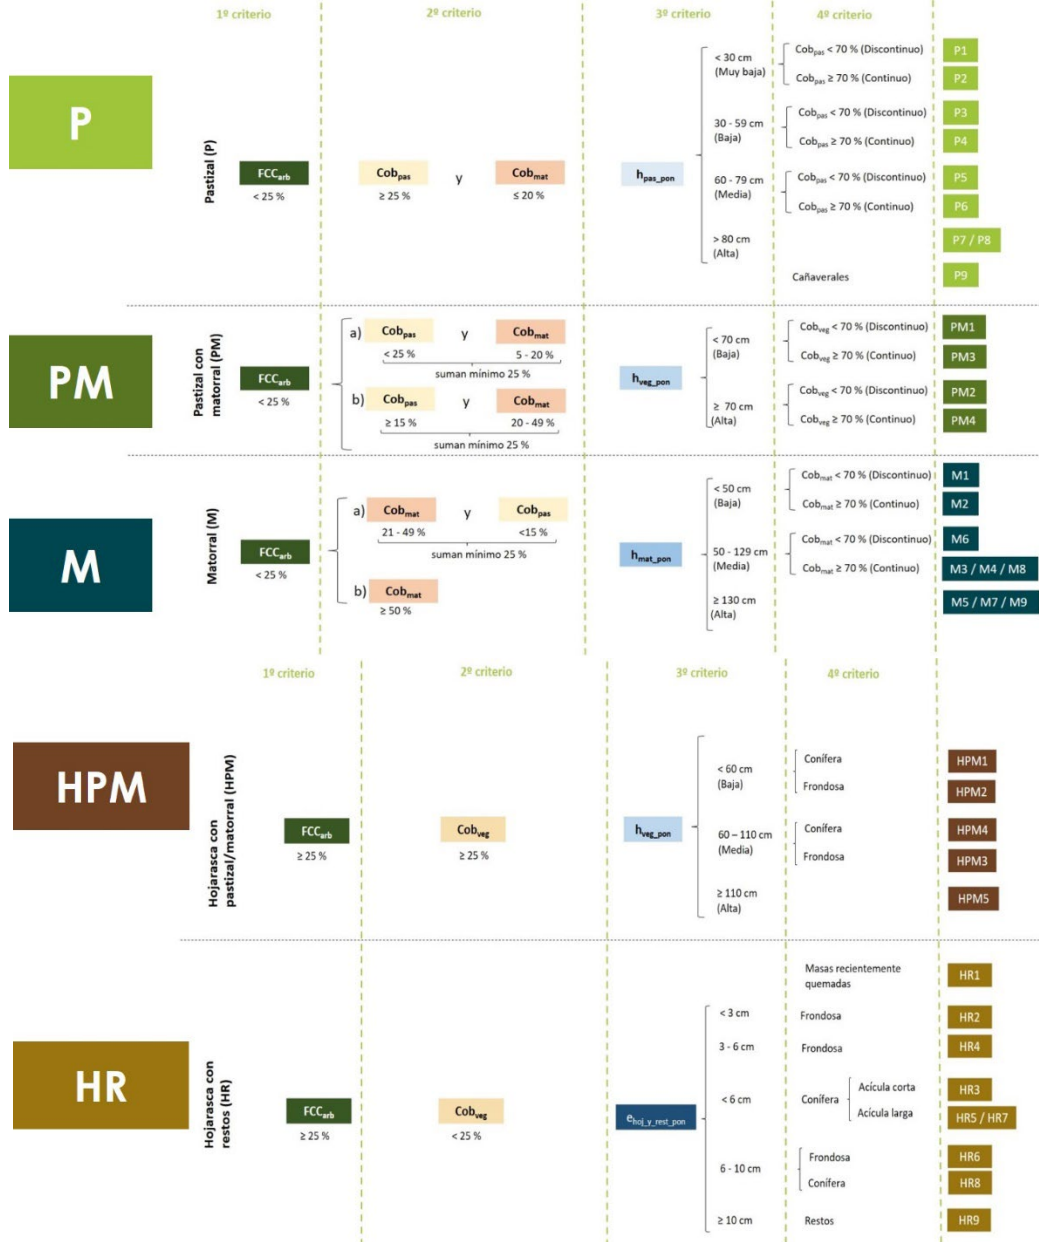 1º criterio 2º criterio 3º criterio 4º criterio
P
Pastizal (P)
FCCarb
< 25 %
Cobpas y Cobmat
≥ 25 % ≤ 20 %
hpas_pon
< 30 cm
(Muy baja)
Cobpas < 70 % (Discontinuo) P1
Cobpas ≥ 70 % (Continuo) P2
30 - 59 cm
(Baja)
Cobpas < 70 % (Discontinuo) P3
Cobpas ≥ 70 % (Continuo) P4
60 - 79 cm
(Media)
Cobpas < 70 % (Discontinuo) P5
Cobpas ≥ 70 % (Continuo) P6
> 80 cm
(Alta)
P7 / P8
Cañaverales P9
PM
Pastizal con
matorral (PM)
FCCarb
< 25 %
a) Cobpas y Cobmat
< 25 % 5 - 20 %
suman mínimo 25 %
b) Cobpas y Cobmat
≥ 15 % 20 - 49 %
suman mínimo 25 %
hveg_pon
< 70 cm
(Baja)
Cobveg < 70 % (Discontinuo) PM1
Cobveg ≥ 70 % (Continuo) PM3
≥ 70 cm
(Alta)
Cobveg < 70 % (Discontinuo) PM2
Cobveg ≥ 70 % (Continuo) PM4
M
Matorral (M)
FCCarb
< 25 %
a) Cobmat y Cobpas
21 - 49 % <15 %
suman mínimo 25 %
b) Cobmat
≥ 50 %
hmat_pon
< 50 cm
(Baja)
Cobmat < 70 % (Discontinuo) M1
Cobmat ≥ 70 % (Continuo) M2
50 - 129 cm
(Media)
Cobmat < 70 % (Discontinuo) M6
Cobmat ≥ 70 % (Continuo) M3 / M4 / M8
≥ 130 cm
(Alta)
M5 / M7 / M9
1º criterio 2º criterio 3º criterio 4º criterio
HPM
Hojarasca con
pastizal/matorral (HPM)
FCCarb
≥ 25 %
Cobveg
≥ 25 %
hveg_pon
< 60 cm
(Baja)
Conífera HPM1
Frondosa HPM2
60 – 110 cm
(Media)
Conífera HPM4
Frondosa HPM3
≥ 110 cm
(Alta)
HPM5
HR
Hojarasca con
restos (HR)
FCCarb
≥ 25 %
Cobveg
< 25 %
ehoj_y_rest_pon
Masas recientemente
quemadas
HR1
< 3 cm Frondosa HR2
3 - 6 cm Frondosa HR4
< 6 cm Conífera
Acícula corta HR3
Acícula larga HR5 / HR7
6 - 10 cm
Frondosa HR6
Conífera HR8
≥ 10 cm Restos HR9